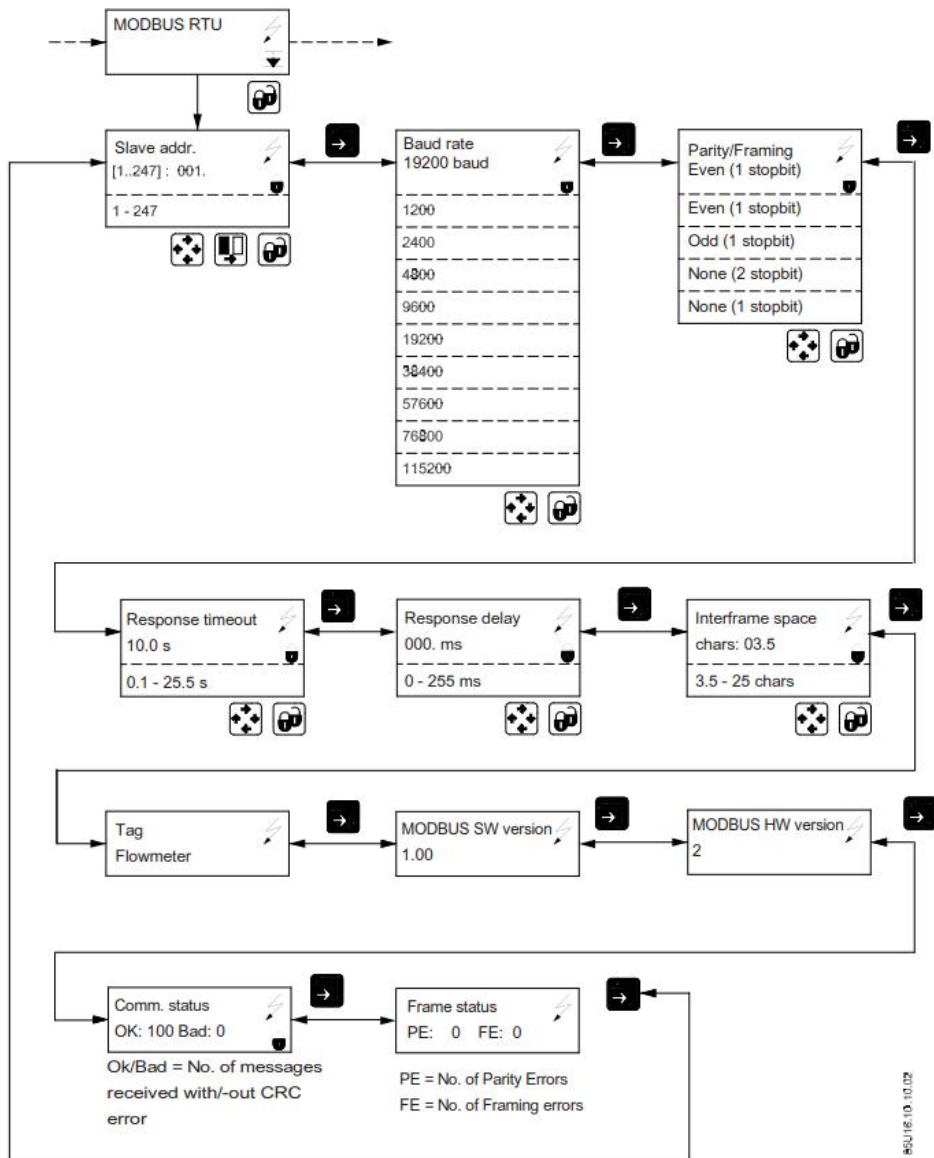 MODBUS RTU
Slave addr.
[1..247] : 001.
1 - 247
Baud rate
19200 baud
1200
2400
4800
9600
19200
38400
57600
76800
115200
Parity/Framing
Even (1 stopbit)
Even (1 stopbit)
Odd (1 stopbit)
None (2 stopbit)
None (1 stopbit)
Response timeout
10.0 s
0.1 - 25.5 s
Response delay
000. ms
0 - 255 ms
Interframe space
chars: 03.5
3.5 - 25 chars
Tag
Flowmeter
MODBUS SW version
1.00
MODBUS HW version
2
Comm. status
OK: 100 Bad: 0
Ok/Bad = No. of messages
received with/-out CRC
error
Frame status
PE: 0 FE: 0
PE = No. of Parity Errors
FE = No. of Framing errors
85U16.10.10.02